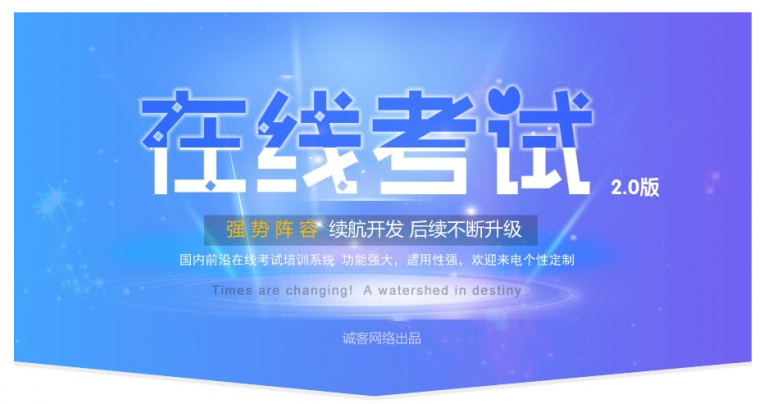 在线考试 2.0版
强势阵容 续航开发 后续不断升级
国内前沿在线考试培训系统 功能强大，适用性强，欢迎来电个性定制
Times are changing! A watershed in destiny
诚客网络出品